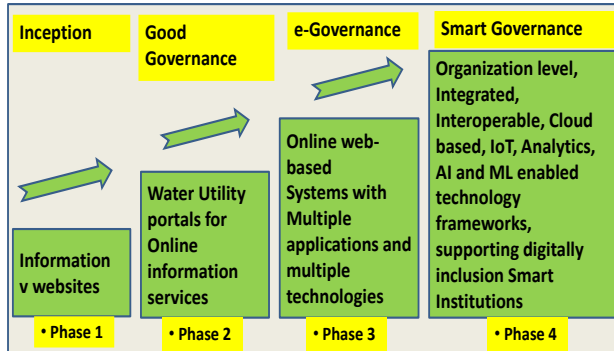 Inception
Information
v websites
• Phase 1
Good
Governance
Water Utility
portals for
Online
information
services
• Phase 2
e-Governance
Online web-
based
Systems with
Multiple
applications and
multiple
technologies
• Phase 3
Smart Governance
Organization level,
Integrated,
Interoperable, Cloud
based, IoT, Analytics,
AI and ML enabled
technology
frameworks,
supporting digitally
inclusion Smart
Institutions
• Phase 4